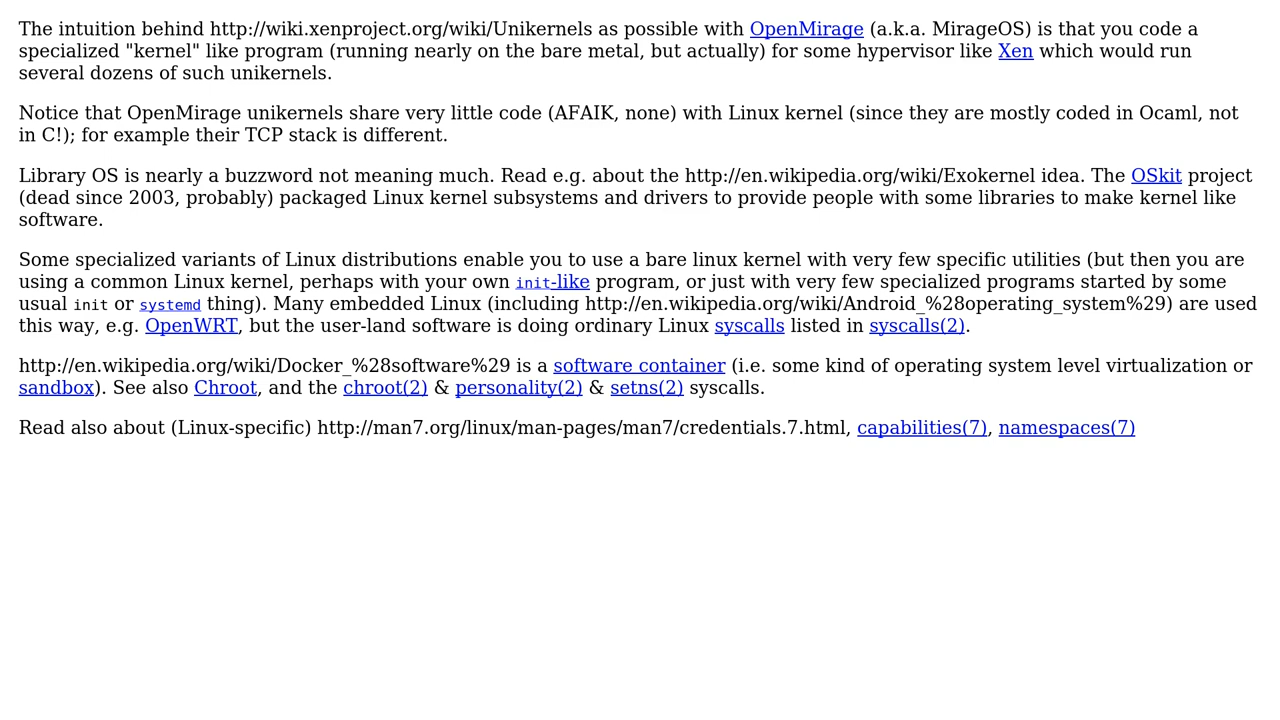 The intuition behind http://wiki.xenproject.org/wiki/Unikernels as possible with OpenMirage (a.k.a. MirageOS) is that you code a
specialized "kernel" like program (running nearly on the bare metal, but actually) for some hypervisor like Xen which would run
several dozens of such unikernels.
Notice that OpenMirage unikernels share very little code (AFAIK, none) with Linux kernel (since they are mostly coded in Ocaml, not
in C!); for example their TCP stack is different.
Library OS is nearly a buzzword not meaning much. Read e.g. about the http://en.wikipedia.org/wiki/Exokernel idea. The OSkit project
(dead since 2003, probably) packaged Linux kernel subsystems and drivers to provide people with some libraries to make kernel like
software.
Some specialized variants of Linux distributions enable you to use a bare linux kernel with very few specific utilities (but then you are
using a common Linux kernel, perhaps with your own init-like program, or just with very few specialized programs started by some
usual init or systemd thing). Many embedded Linux (including http://en.wikipedia.org/wiki/Android_%28operating_system%29) are used
this way, e.g. OpenWRT, but the user-land software is doing ordinary Linux syscalls listed in syscalls(2).
http://en.wikipedia.org/wiki/Docker_%28software%29 is a software container (i.e. some kind of operating system level virtualization or
sandbox). See also Chroot, and the chroot(2) & personality(2) & setns(2) syscalls.
Read also about (Linux-specific) http://man7.org/linux/man-pages/man7/credentials.7.html, capabilities(7), namespaces(7)